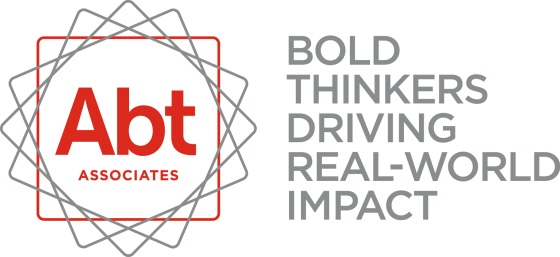 Abt
ASSOCIATES
BOLD
THINKERS
DRIVING
REAL-WORLD
IMPACT